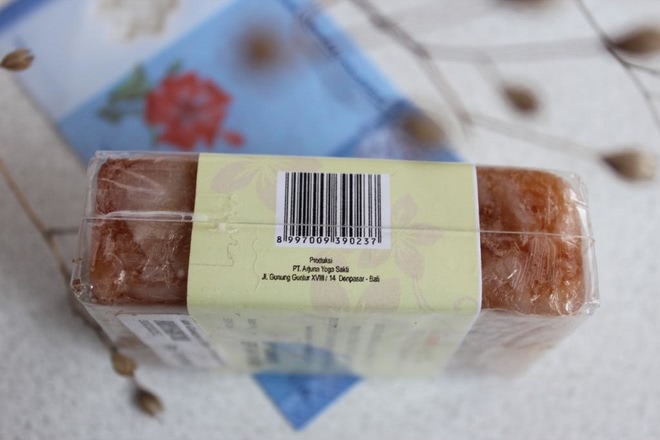 8997009390237
Produksi
PT. Arjuna Yoga Sakti
Jl. Gunung Guntur XVIII / 14 Denpasar - Bali